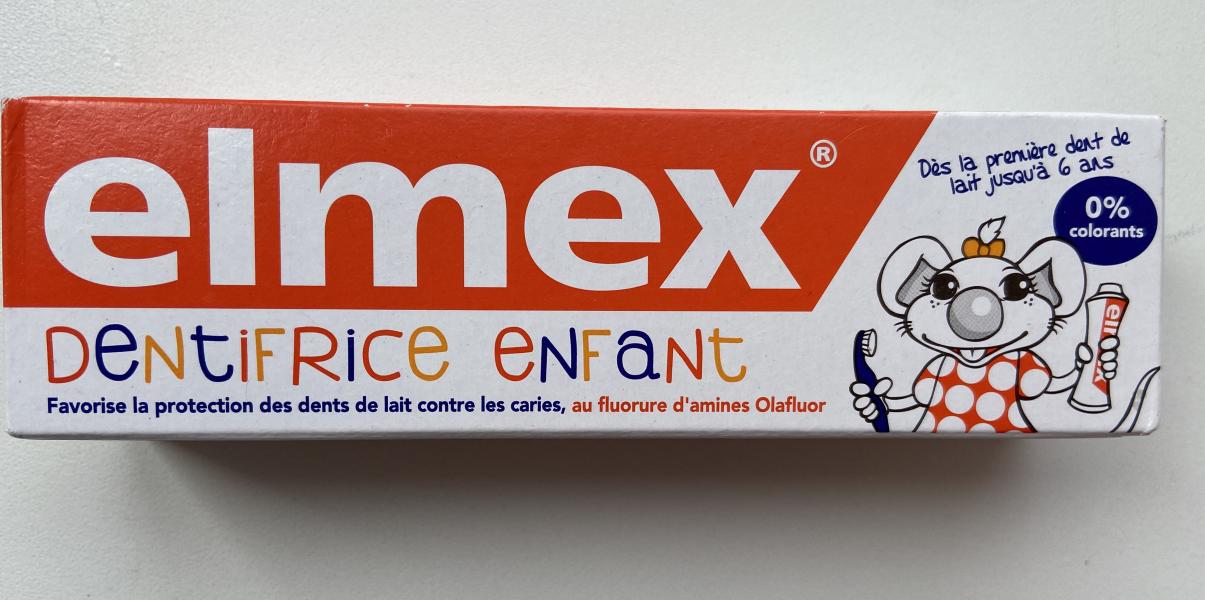 elmex®
Dès la première dent de
lait jusqu'à 6 ans
0%
colorants
DeNtiFRice eNFaNt
Favorise la protection des dents de lait contre les caries, au fluorure d'amines Olafluor
elmex